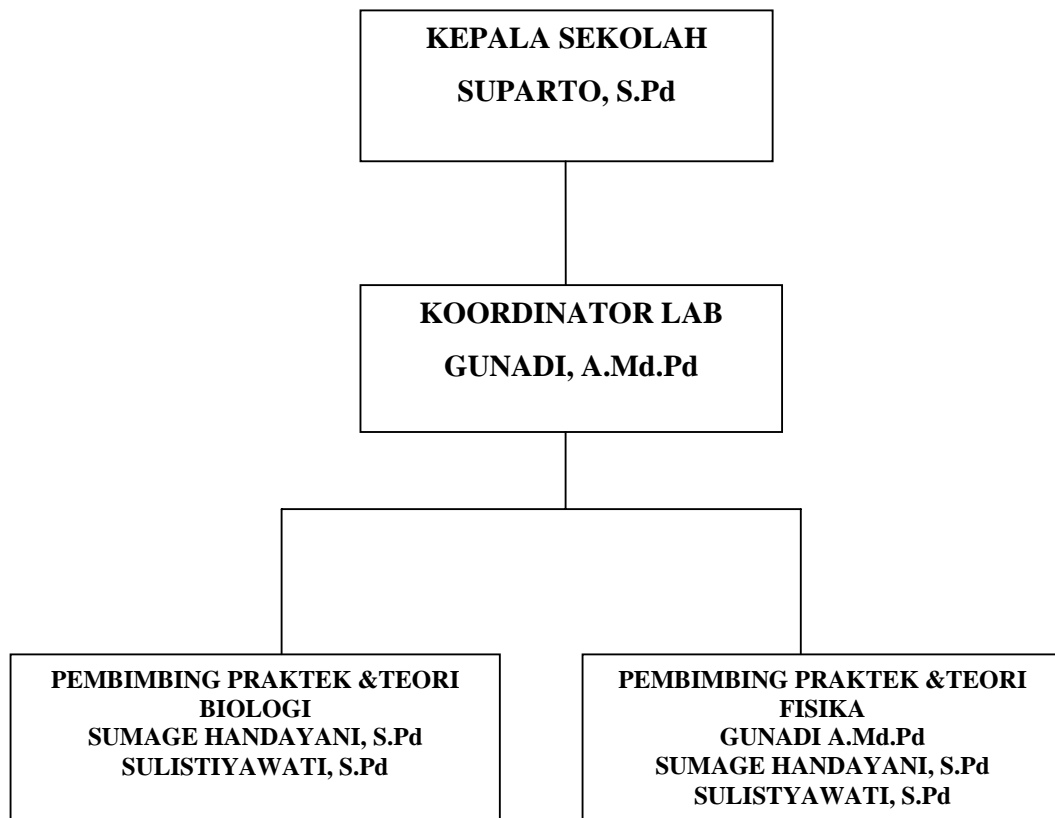 KEPALA SEKOLAH
SUPARTO, S.Pd
KOORDINATOR LAB
GUNADI, A.Md.Pd
PEMBIMBING PRAKTEK &TEORI
BIOLOGI
SUMAGE HANDAYANI, S.Pd
SULISTIYAWATI, S.Pd
PEMBIMBING PRAKTEK &TEORI
FISIKA
GUNADI A.Md.Pd
SUMAGE HANDAYANI, S.Pd
SULISTYAWATI, S.Pd